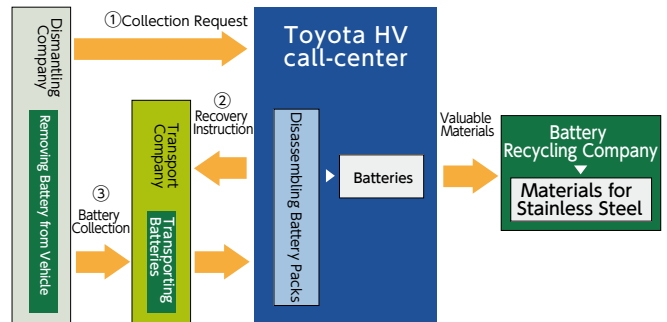 ①Collection Request
Dismantling
Company
Removing Battery from Vehicle
③
Battery
Collection
Transport
Company
Transporting
Batteries
②
Recovery
Instruction
Toyota HV
call-center
Disassembling Battery Packs
Batteries
Valuable
Materials
Battery
Recycling Company
Materials for
Stainless Steel